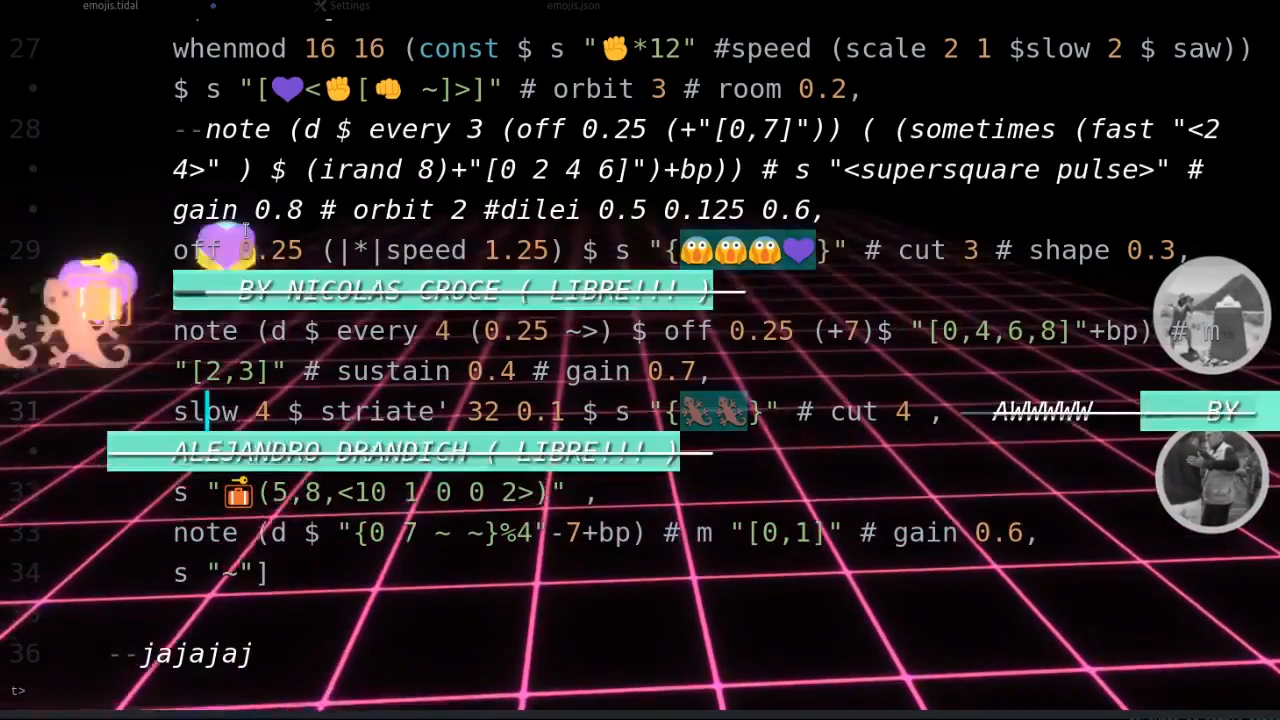 emojis.tidal Settings emojis.json
27 whenmod 16 16 (const $ s "✊*12" #speed (scale 2 1 $slow 2 $ saw))
$ s "[💜<✊[👊 ~]>]" # orbit 3 # room 0.2,
28 --note (d $ every 3 (off 0.25 (+"[0,7]")) ( (sometimes (fast "<2
4>" ) $ (irand 8)+"[0 2 4 6]")+bp)) # s "<supersquare pulse>" #
gain 0.8 # orbit 2 #dilei 0.5 0.125 0.6,
29 off 0.25 (|*|speed 1.25) $ s "{😱😱😱💜}" # cut 3 # shape 0.3,
BY NICOLAS CROCE ( LIBRE!!! )
note (d $ every 4 (0.25 ~>) $ off 0.25 (+7)$ "[0,4,6,8]"+bp) # m
"[2,3]" # sustain 0.4 # gain 0.7,
31 slow 4 $ striate' 32 0.1 $ s "{🦎🦎}" # cut 4 , AWWWWW BY
ALEJANDRO DRANDICH ( LIBRE!!! )
s "🛅(5,8,<10 1 0 0 2>)" ,
33 note (d $ "{0 7 ~ ~}%4"-7+bp) # m "[0,1]" # gain 0.6,
34 s "~"]
36 --jajajaj
t>